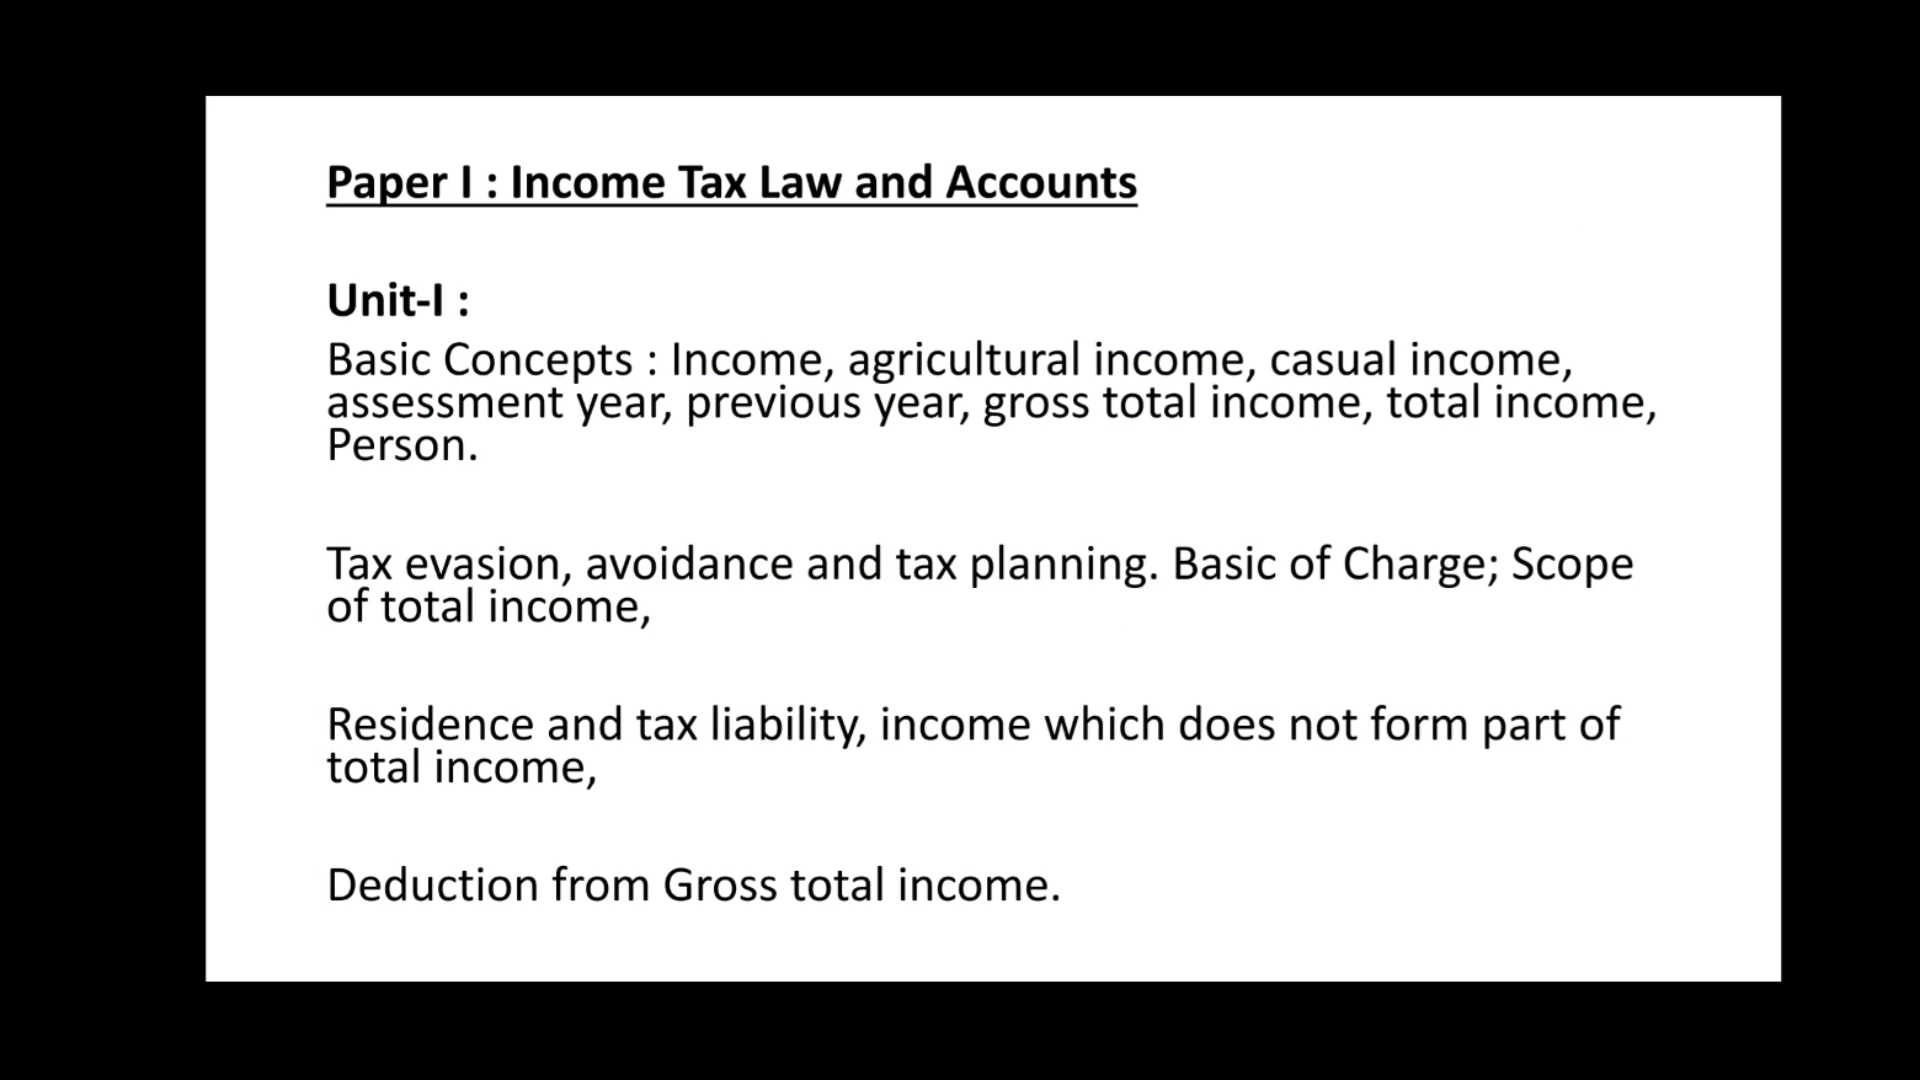 Paper I : Income Tax Law and Accounts
Unit-I :
Basic Concepts : Income, agricultural income, casual income,
assessment year, previous year, gross total income, total income,
Person.
Tax evasion, avoidance and tax planning. Basic of Charge; Scope
of total income,
Residence and tax liability, income which does not form part of
total income,
Deduction from Gross total income.